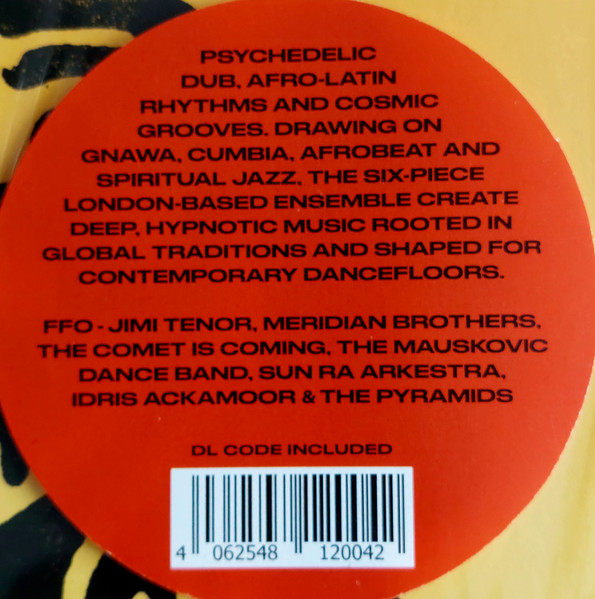 PSYCHEDELIC
DUB, AFRO-LATIN
RHYTHMS AND COSMIC
GROOVES. DRAWING ON
GNAWA, CUMBIA, AFROBEAT AND
SPIRITUAL JAZZ, THE SIX-PIECE
LONDON-BASED ENSEMBLE CREATE
DEEP, HYPNOTIC MUSIC ROOTED IN
GLOBAL TRADITIONS AND SHAPED FOR
CONTEMPORARY DANCEFLOORS.
FFO - JIMI TENOR, MERIDIAN BROTHERS,
THE COMET IS COMING, THE MAUSKOVIC
DANCE BAND, SUN RA ARKESTRA,
IDRIS ACKAMOOR & THE PYRAMIDS
DL CODE INCLUDED
4 062548 120042